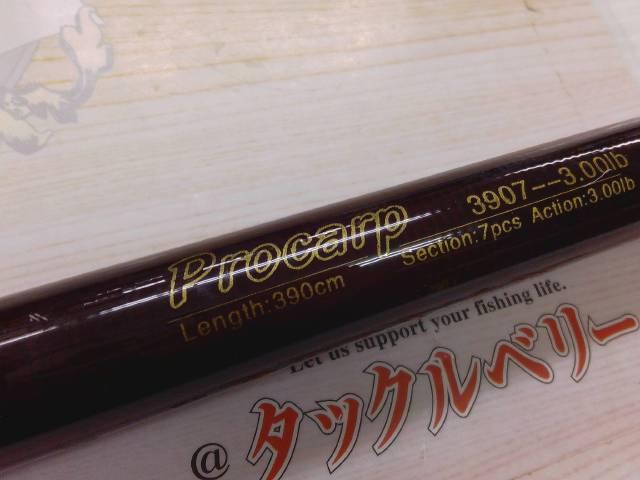 Procarp 3907--3.00lb
Length:390cm Section:7pcs Action:3.00lb
Let us support your fishing life.
@タックルベリー